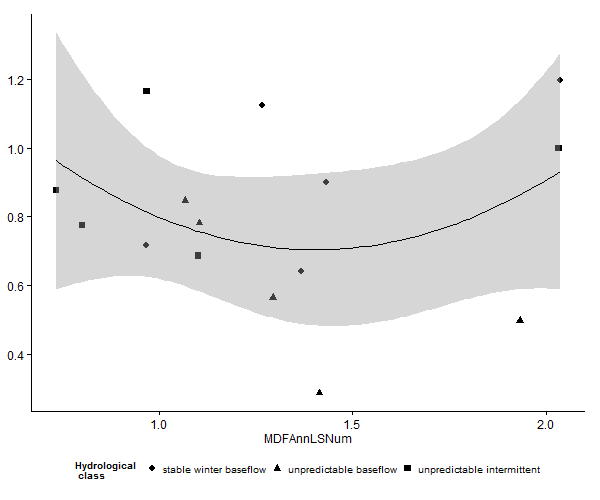 1.2
1.0
0.8
0.6
0.4
1.0 1.5 2.0
MDFAnnLSNum
Hydrological
class
stable winter baseflow unpredictable baseflow unpredictable intermittent